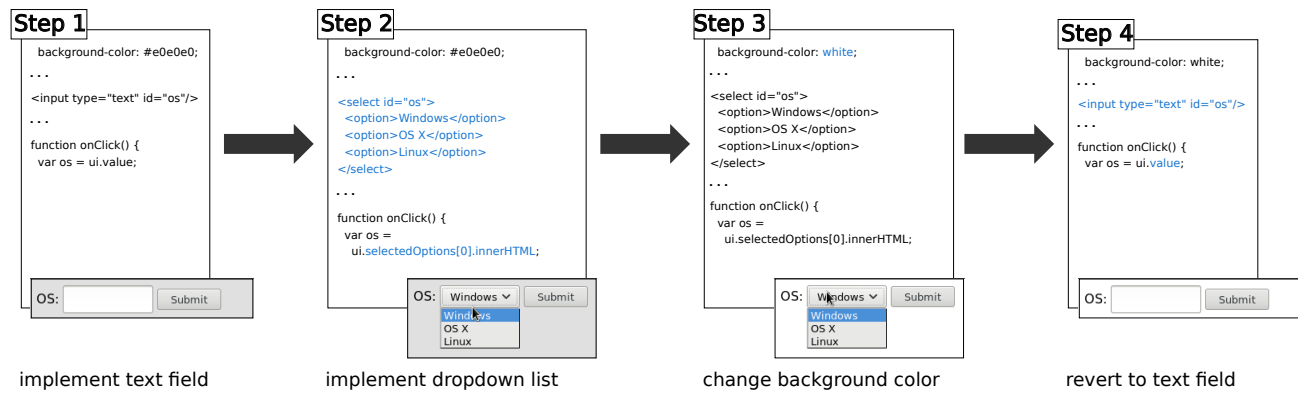 Step 1
background-color: #e0e0e0;
...
<input type="text" id="os"/>
...
function onClick() {
var os = ui.value;
OS:
Submit
implement text field
Step 2
background-color: #e0e0e0;
...
<select id="os">
<option>Windows</option>
<option>OS X</option>
<option>Linux</option>
</select>
...
function onClick() {
var os =
ui.selectedOptions[0].innerHTML;
OS:
Windows
Submit
Windows
OS X
Linux
implement dropdown list
Step 3
background-color: white;
...
<select id="os">
<option>Windows</option>
<option>OS X</option>
<option>Linux</option>
</select>
...
function onClick() {
var os =
ui.selectedOptions[0].innerHTML;
OS:
Windows
Submit
Windows
OS X
Linux
change background color
Step 4
background-color: white;
...
<input type="text" id="os"/>
...
function onClick() {
var os = ui.value;
OS:
Submit
revert to text field